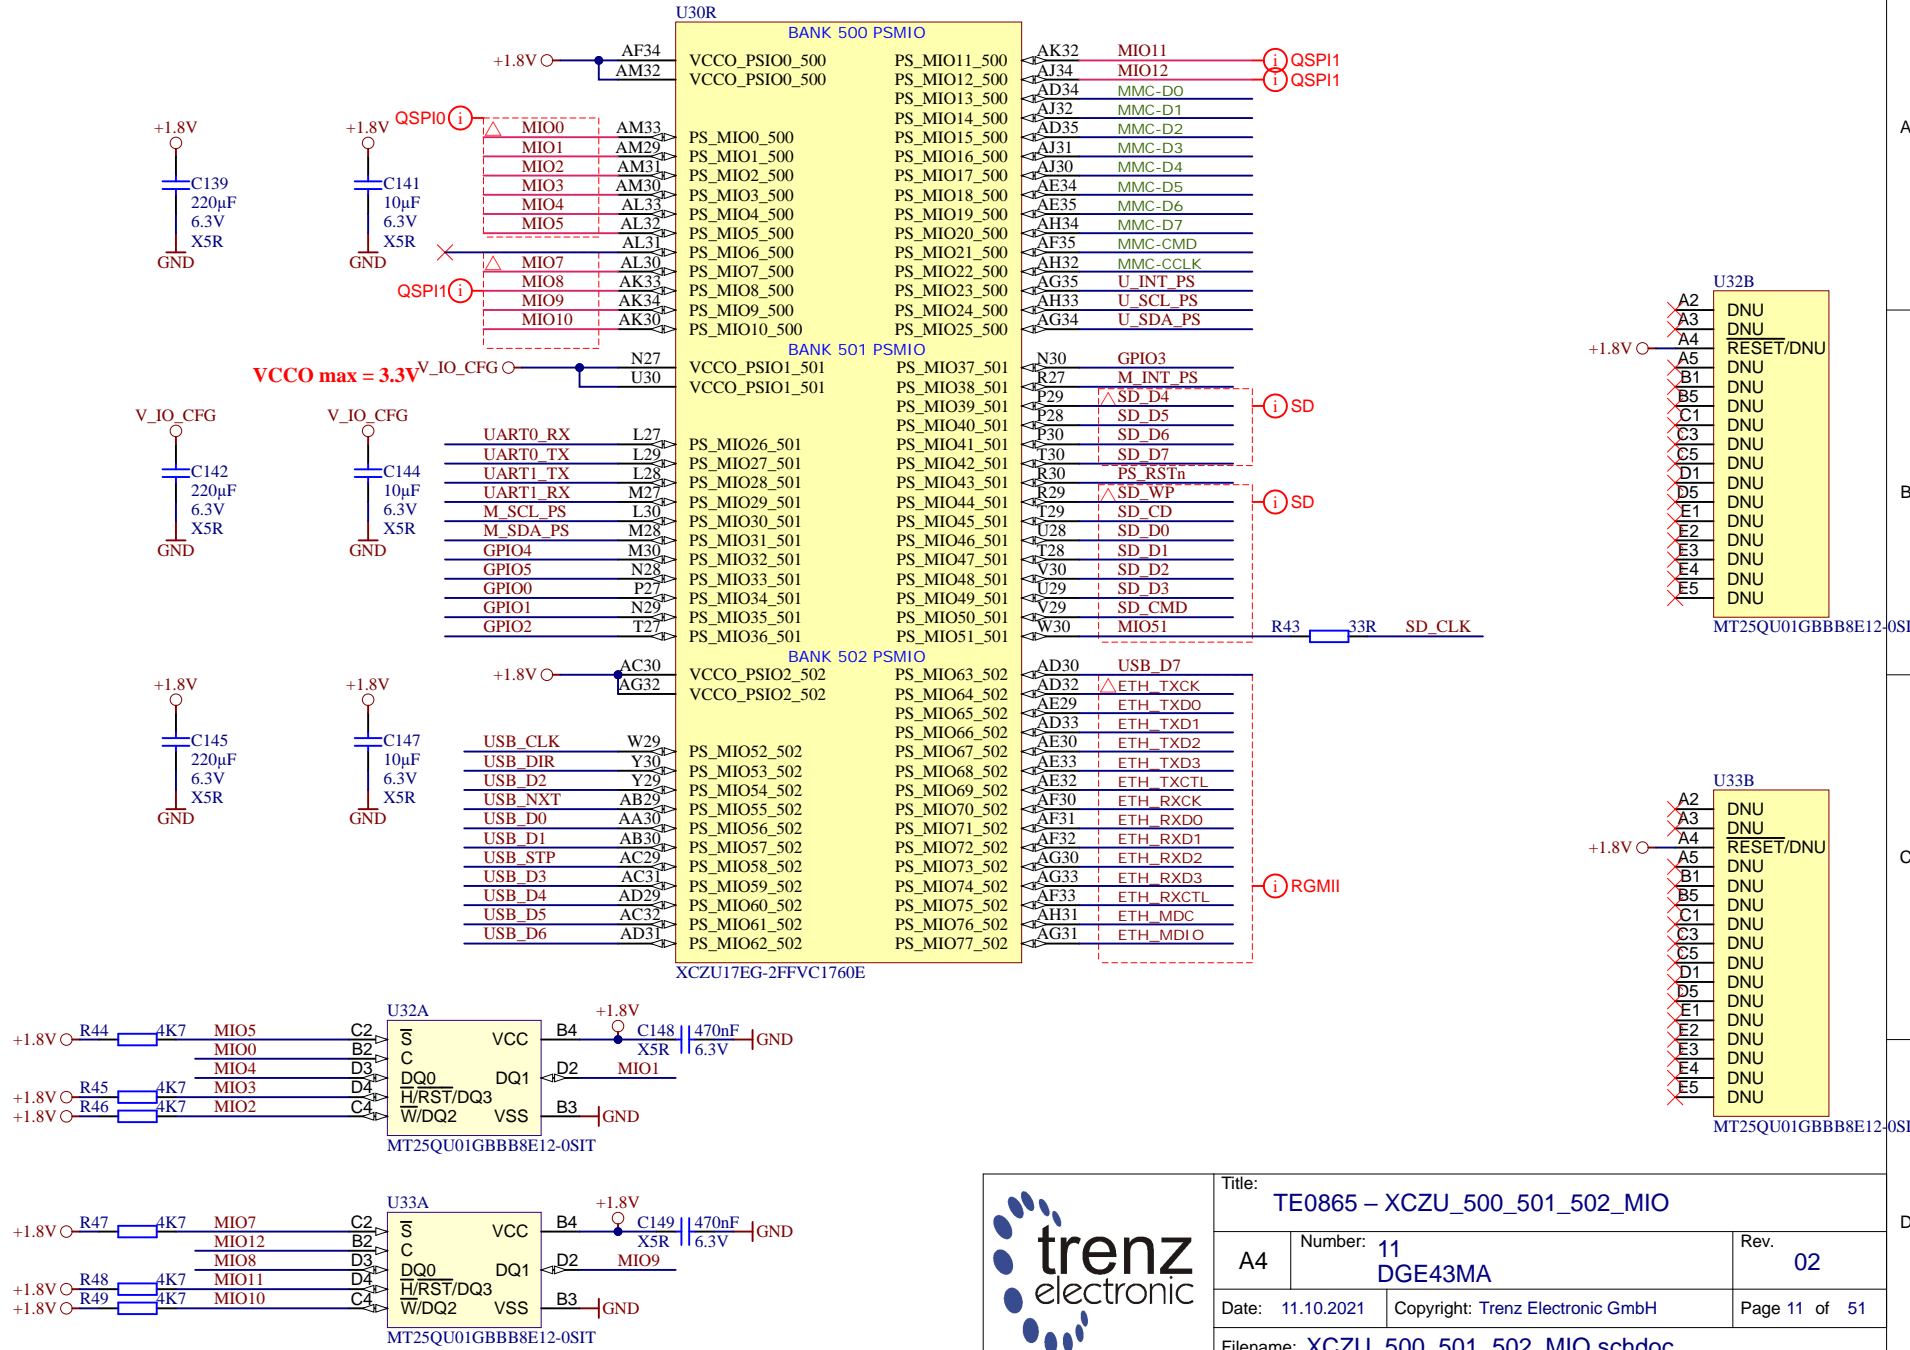 U30R
BANK 500 PSMIO
+1.8V
AF34 VCCO_PSIO0_500
AM32 VCCO_PSIO0_500
QSPI0 i
MIO0 AM33 PS_MIO0_500
MIO1 AM29 PS_MIO1_500
MIO2 AM31 PS_MIO2_500
MIO3 AM30 PS_MIO3_500
MIO4 AL33 PS_MIO4_500
MIO5 AL32 PS_MIO5_500
AL31 PS_MIO6_500
MIO7 AL30 PS_MIO7_500
QSPI1 i
MIO8 AK33 PS_MIO8_500
MIO9 AK34 PS_MIO9_500
MIO10 AK30 PS_MIO10_500
PS_MIO11_500 AK32 MIO11 i QSPI1
PS_MIO12_500 AJ34 MIO12 i QSPI1
PS_MIO13_500 AD34 MMC-D0
PS_MIO14_500 AJ32 MMC-D1
PS_MIO15_500 AD35 MMC-D2
PS_MIO16_500 AJ31 MMC-D3
PS_MIO17_500 AJ30 MMC-D4
PS_MIO18_500 AE34 MMC-D5
PS_MIO19_500 AE35 MMC-D6
PS_MIO20_500 AH34 MMC-D7
PS_MIO21_500 AF35 MMC-CMD
PS_MIO22_500 AH32 MMC-CCLK
PS_MIO23_500 AG35 U_INT_PS
PS_MIO24_500 AH33 U_SCL_PS
PS_MIO25_500 AG34 U_SDA_PS
BANK 501 PSMIO
VCCO max = 3.3V
V_IO_CFG
N27 VCCO_PSIO1_501
U30 VCCO_PSIO1_501
UART0_RX L27 PS_MIO26_501
UART0_TX L29 PS_MIO27_501
UART1_TX L28 PS_MIO28_501
UART1_RX M27 PS_MIO29_501
M_SCL_PS L30 PS_MIO30_501
M_SDA_PS M28 PS_MIO31_501
GPIO4 M30 PS_MIO32_501
GPIO5 N28 PS_MIO33_501
GPIO0 P27 PS_MIO34_501
GPIO1 N29 PS_MIO35_501
GPIO2 T27 PS_MIO36_501
PS_MIO37_501 N30 GPIO3
PS_MIO38_501 R27 M_INT_PS
PS_MIO39_501 P29 SD_D4 i SD
PS_MIO40_501 P28 SD_D5
PS_MIO41_501 P30 SD_D6
PS_MIO42_501 T30 SD_D7
PS_MIO43_501 R30 PS_RSTn
PS_MIO44_501 R29 SD_WP i SD
PS_MIO45_501 T29 SD_CD
PS_MIO46_501 U28 SD_D0
PS_MIO47_501 T28 SD_D1
PS_MIO48_501 V30 SD_D2
PS_MIO49_501 U29 SD_D3
PS_MIO50_501 V29 SD_CMD
PS_MIO51_501 W30 MIO51 R43 33R SD_CLK
BANK 502 PSMIO
+1.8V
AC30 VCCO_PSIO2_502
AG32 VCCO_PSIO2_502
USB_CLK W29 PS_MIO52_502
USB_DIR Y30 PS_MIO53_502
USB_D2 Y29 PS_MIO54_502
USB_NXT AB29 PS_MIO55_502
USB_D0 AA30 PS_MIO56_502
USB_D1 AB30 PS_MIO57_502
USB_STP AC29 PS_MIO58_502
USB_D3 AC31 PS_MIO59_502
USB_D4 AD29 PS_MIO60_502
USB_D5 AC32 PS_MIO61_502
USB_D6 AD31 PS_MIO62_502
PS_MIO63_502 AD30 USB_D7
PS_MIO64_502 AD32 ETH_TXCK
PS_MIO65_502 AE29 ETH_TXD0
PS_MIO66_502 AD33 ETH_TXD1
PS_MIO67_502 AE30 ETH_TXD2
PS_MIO68_502 AE33 ETH_TXD3
PS_MIO69_502 AE32 ETH_TXCTL
PS_MIO70_502 AF30 ETH_RXCK
PS_MIO71_502 AF31 ETH_RXD0
PS_MIO72_502 AF32 ETH_RXD1
PS_MIO73_502 AG30 ETH_RXD2
PS_MIO74_502 AG33 ETH_RXD3 i RGMII
PS_MIO75_502 AF33 ETH_RXCTL
PS_MIO76_502 AH31 ETH_MDC
PS_MIO77_502 AG31 ETH_MDIO
XCZU17EG-2FFVC1760E
+1.8V
C139
220µF
6.3V
X5R
GND
+1.8V
C141
10µF
6.3V
X5R
GND
V_IO_CFG
C142
220µF
6.3V
X5R
GND
V_IO_CFG
C144
10µF
6.3V
X5R
GND
+1.8V
C145
220µF
6.3V
X5R
GND
+1.8V
C147
10µF
6.3V
X5R
GND
U32B
A2 DNU
A3 DNU
+1.8V A4 RESET/DNU
A5 DNU
B1 DNU
B5 DNU
C1 DNU
C3 DNU
C5 DNU
D1 DNU
D5 DNU
E1 DNU
E2 DNU
E3 DNU
E4 DNU
E5 DNU
MT25QU01GBBB8E12-0SI
U33B
A2 DNU
A3 DNU
+1.8V A4 RESET/DNU
A5 DNU
B1 DNU
B5 DNU
C1 DNU
C3 DNU
C5 DNU
D1 DNU
D5 DNU
E1 DNU
E2 DNU
E3 DNU
E4 DNU
E5 DNU
MT25QU01GBBB8E12-0SI
A
B
C
D
U32A
+1.8V R44 4K7 MIO5 C2 S
MIO0 B2 C
MIO4 D3 DQ0
+1.8V R45 4K7 MIO3 D4 H/RST/DQ3
+1.8V R46 4K7 MIO2 C4 W/DQ2
VCC B4 +1.8V C148 470nF GND
X5R 6.3V
DQ1 D2 MIO1
VSS B3 GND
MT25QU01GBBB8E12-0SIT
U33A
+1.8V R47 4K7 MIO7 C2 S
MIO12 B2 C
MIO8 D3 DQ0
+1.8V R48 4K7 MIO11 D4 H/RST/DQ3
+1.8V R49 4K7 MIO10 C4 W/DQ2
VCC B4 +1.8V C149 470nF GND
X5R 6.3V
DQ1 D2 MIO9
VSS B3 GND
MT25QU01GBBB8E12-0SIT
trenz
electronic
Title:
TE0865 – XCZU_500_501_502_MIO
A4
Number: 11
DGE43MA
Rev.
02
Date: 11.10.2021
Copyright: Trenz Electronic GmbH
Page 11 of 51
Filename: XCZU_500_501_502_MIO.schdoc